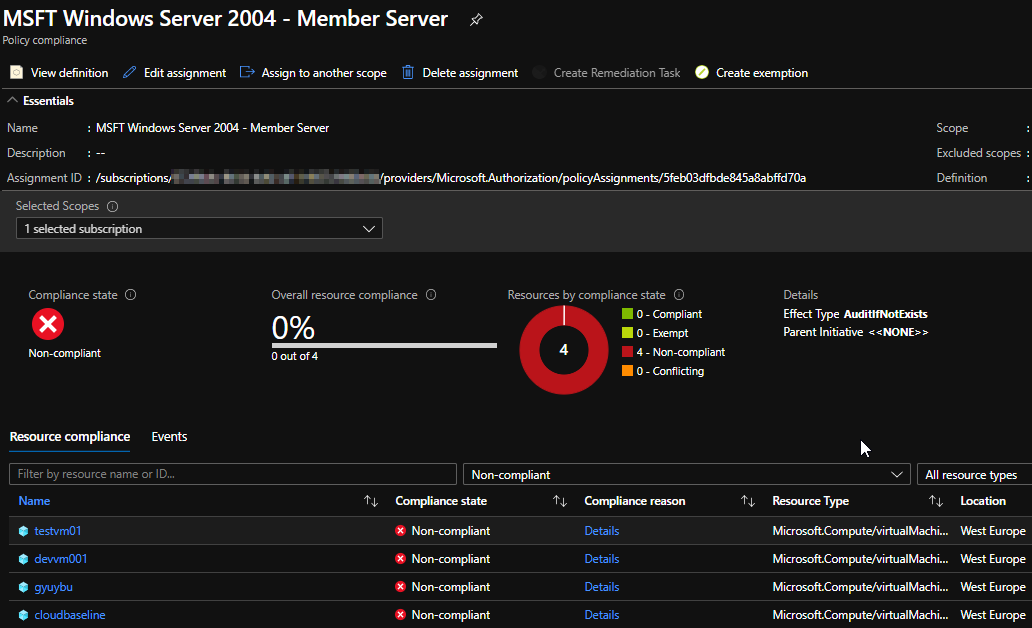 MSFT Windows Server 2004 - Member Server
Policy compliance
View definition Edit assignment Assign to another scope Delete assignment Create Remediation Task Create exemption
Essentials
Name : MSFT Windows Server 2004 - Member Server Scope :
Description : -- Excluded scopes :
Assignment ID : /subscriptions/ /providers/Microsoft.Authorization/policyAssignments/5feb03dfbde845a8abffd70a Definition :
Selected Scopes
1 selected subscription
Compliance state Overall resource compliance Resources by compliance state Details
0% 0 - Compliant Effect Type AuditIfNotExists
0 - Exempt Parent Initiative <<NONE>>
Non-compliant 0 out of 4 4 4 - Non-compliant
0 - Conflicting
Resource compliance Events
Filter by resource name or ID... Non-compliant All resource types
Name Compliance state Compliance reason Resource Type Location
testvm01 Non-compliant Details Microsoft.Compute/virtualMachi... West Europe
devvm001 Non-compliant Details Microsoft.Compute/virtualMachi... West Europe
gyuybu Non-compliant Details Microsoft.Compute/virtualMachi... West Europe
cloudbaseline Non-compliant Details Microsoft.Compute/virtualMachi... West Europe